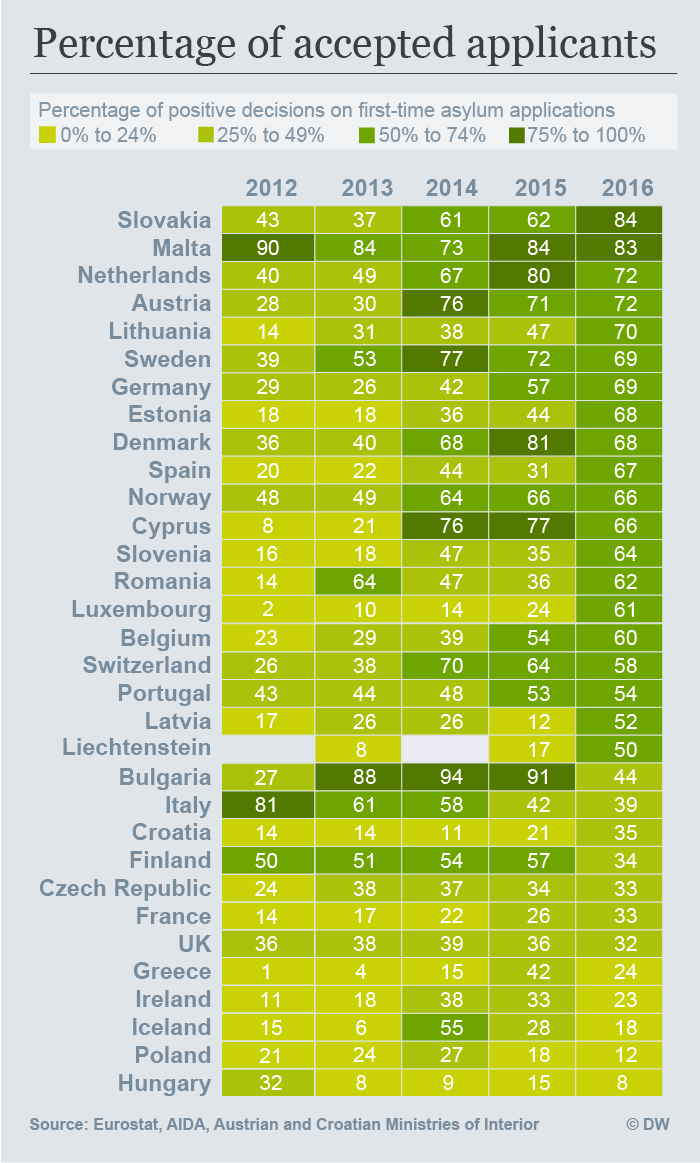 Percentage of accepted applicants
Percentage of positive decisions on first-time asylum applications
0% to 24% 25% to 49% 50% to 74% 75% to 100%
2012 2013 2014 2015 2016
Slovakia 43 37 61 62 84
Malta 90 84 73 84 83
Netherlands 40 49 67 80 72
Austria 28 30 76 71 72
Lithuania 14 31 38 47 70
Sweden 39 53 77 72 69
Germany 29 26 42 57 69
Estonia 18 18 36 44 68
Denmark 36 40 68 81 68
Spain 20 22 44 31 67
Norway 48 49 64 66 66
Cyprus 8 21 76 77 66
Slovenia 16 18 47 35 64
Romania 14 64 47 36 62
Luxembourg 2 10 14 24 61
Belgium 23 29 39 54 60
Switzerland 26 38 70 64 58
Portugal 43 44 48 53 54
Latvia 17 26 26 12 52
Liechtenstein 8 17 50
Bulgaria 27 88 94 91 44
Italy 81 61 58 42 39
Croatia 14 14 11 21 35
Finland 50 51 54 57 34
Czech Republic 24 38 37 34 33
France 14 17 22 26 33
UK 36 38 39 36 32
Greece 1 4 15 42 24
Ireland 11 18 38 33 23
Iceland 15 6 55 28 18
Poland 21 24 27 18 12
Hungary 32 8 9 15 8
Source: Eurostat, AIDA, Austrian and Croatian Ministries of Interior © DW